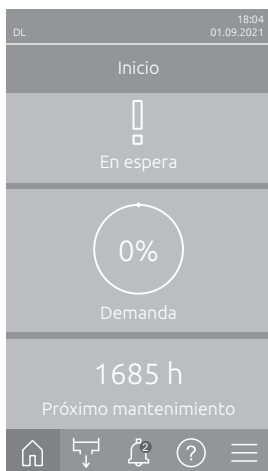 18:04
DL 01.09.2021
Inicio
En espera
0%
Demanda
1685 h
Próximo mantenimiento
2
?